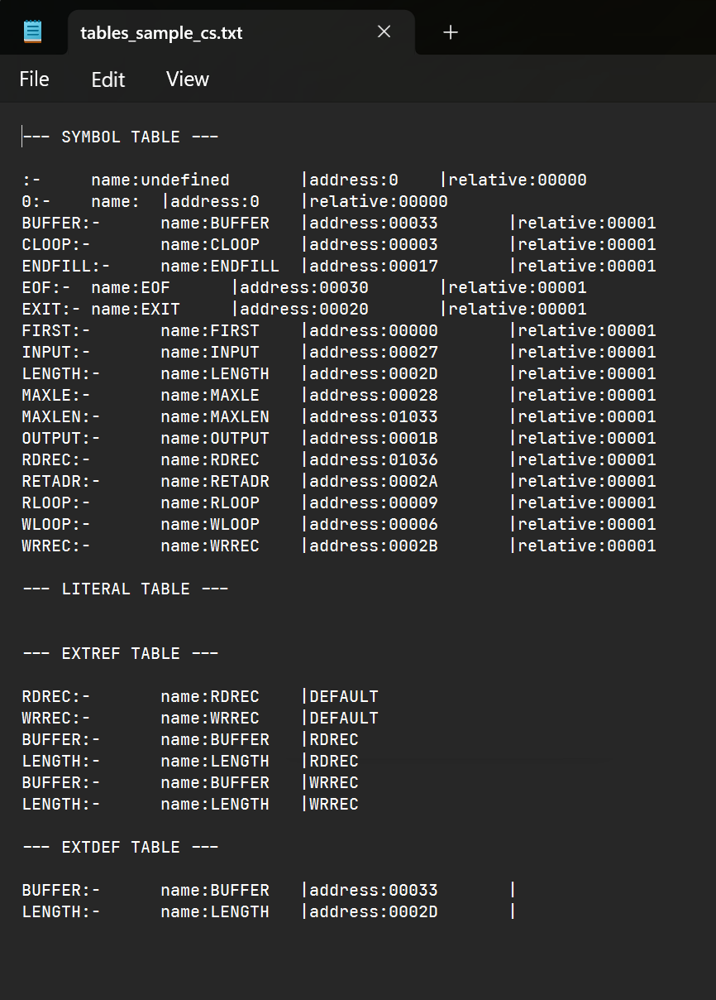 tables_sample_cs.txt
File Edit View
--- SYMBOL TABLE ---
:- name:undefined |address:0 |relative:00000
0:- name: |address:0 |relative:00000
BUFFER:- name:BUFFER |address:00033 |relative:00001
CLOOP:- name:CLOOP |address:00003 |relative:00001
ENDFILL:- name:ENDFILL |address:00017 |relative:00001
EOF:- name:EOF |address:00030 |relative:00001
EXIT:- name:EXIT |address:00020 |relative:00001
FIRST:- name:FIRST |address:00000 |relative:00001
INPUT:- name:INPUT |address:00027 |relative:00001
LENGTH:- name:LENGTH |address:0002D |relative:00001
MAXLE:- name:MAXLE |address:00028 |relative:00001
MAXLEN:- name:MAXLEN |address:01033 |relative:00001
OUTPUT:- name:OUTPUT |address:0001B |relative:00001
RDREC:- name:RDREC |address:01036 |relative:00001
RETADR:- name:RETADR |address:0002A |relative:00001
RLOOP:- name:RLOOP |address:00009 |relative:00001
WLOOP:- name:WLOOP |address:00006 |relative:00001
WRREC:- name:WRREC |address:0002B |relative:00001
--- LITERAL TABLE ---
--- EXTREF TABLE ---
RDREC:- name:RDREC |DEFAULT
WRREC:- name:WRREC |DEFAULT
BUFFER:- name:BUFFER |RDREC
LENGTH:- name:LENGTH |RDREC
BUFFER:- name:BUFFER |WRREC
LENGTH:- name:LENGTH |WRREC
--- EXTDEF TABLE ---
BUFFER:- name:BUFFER |address:00033 |
LENGTH:- name:LENGTH |address:0002D |